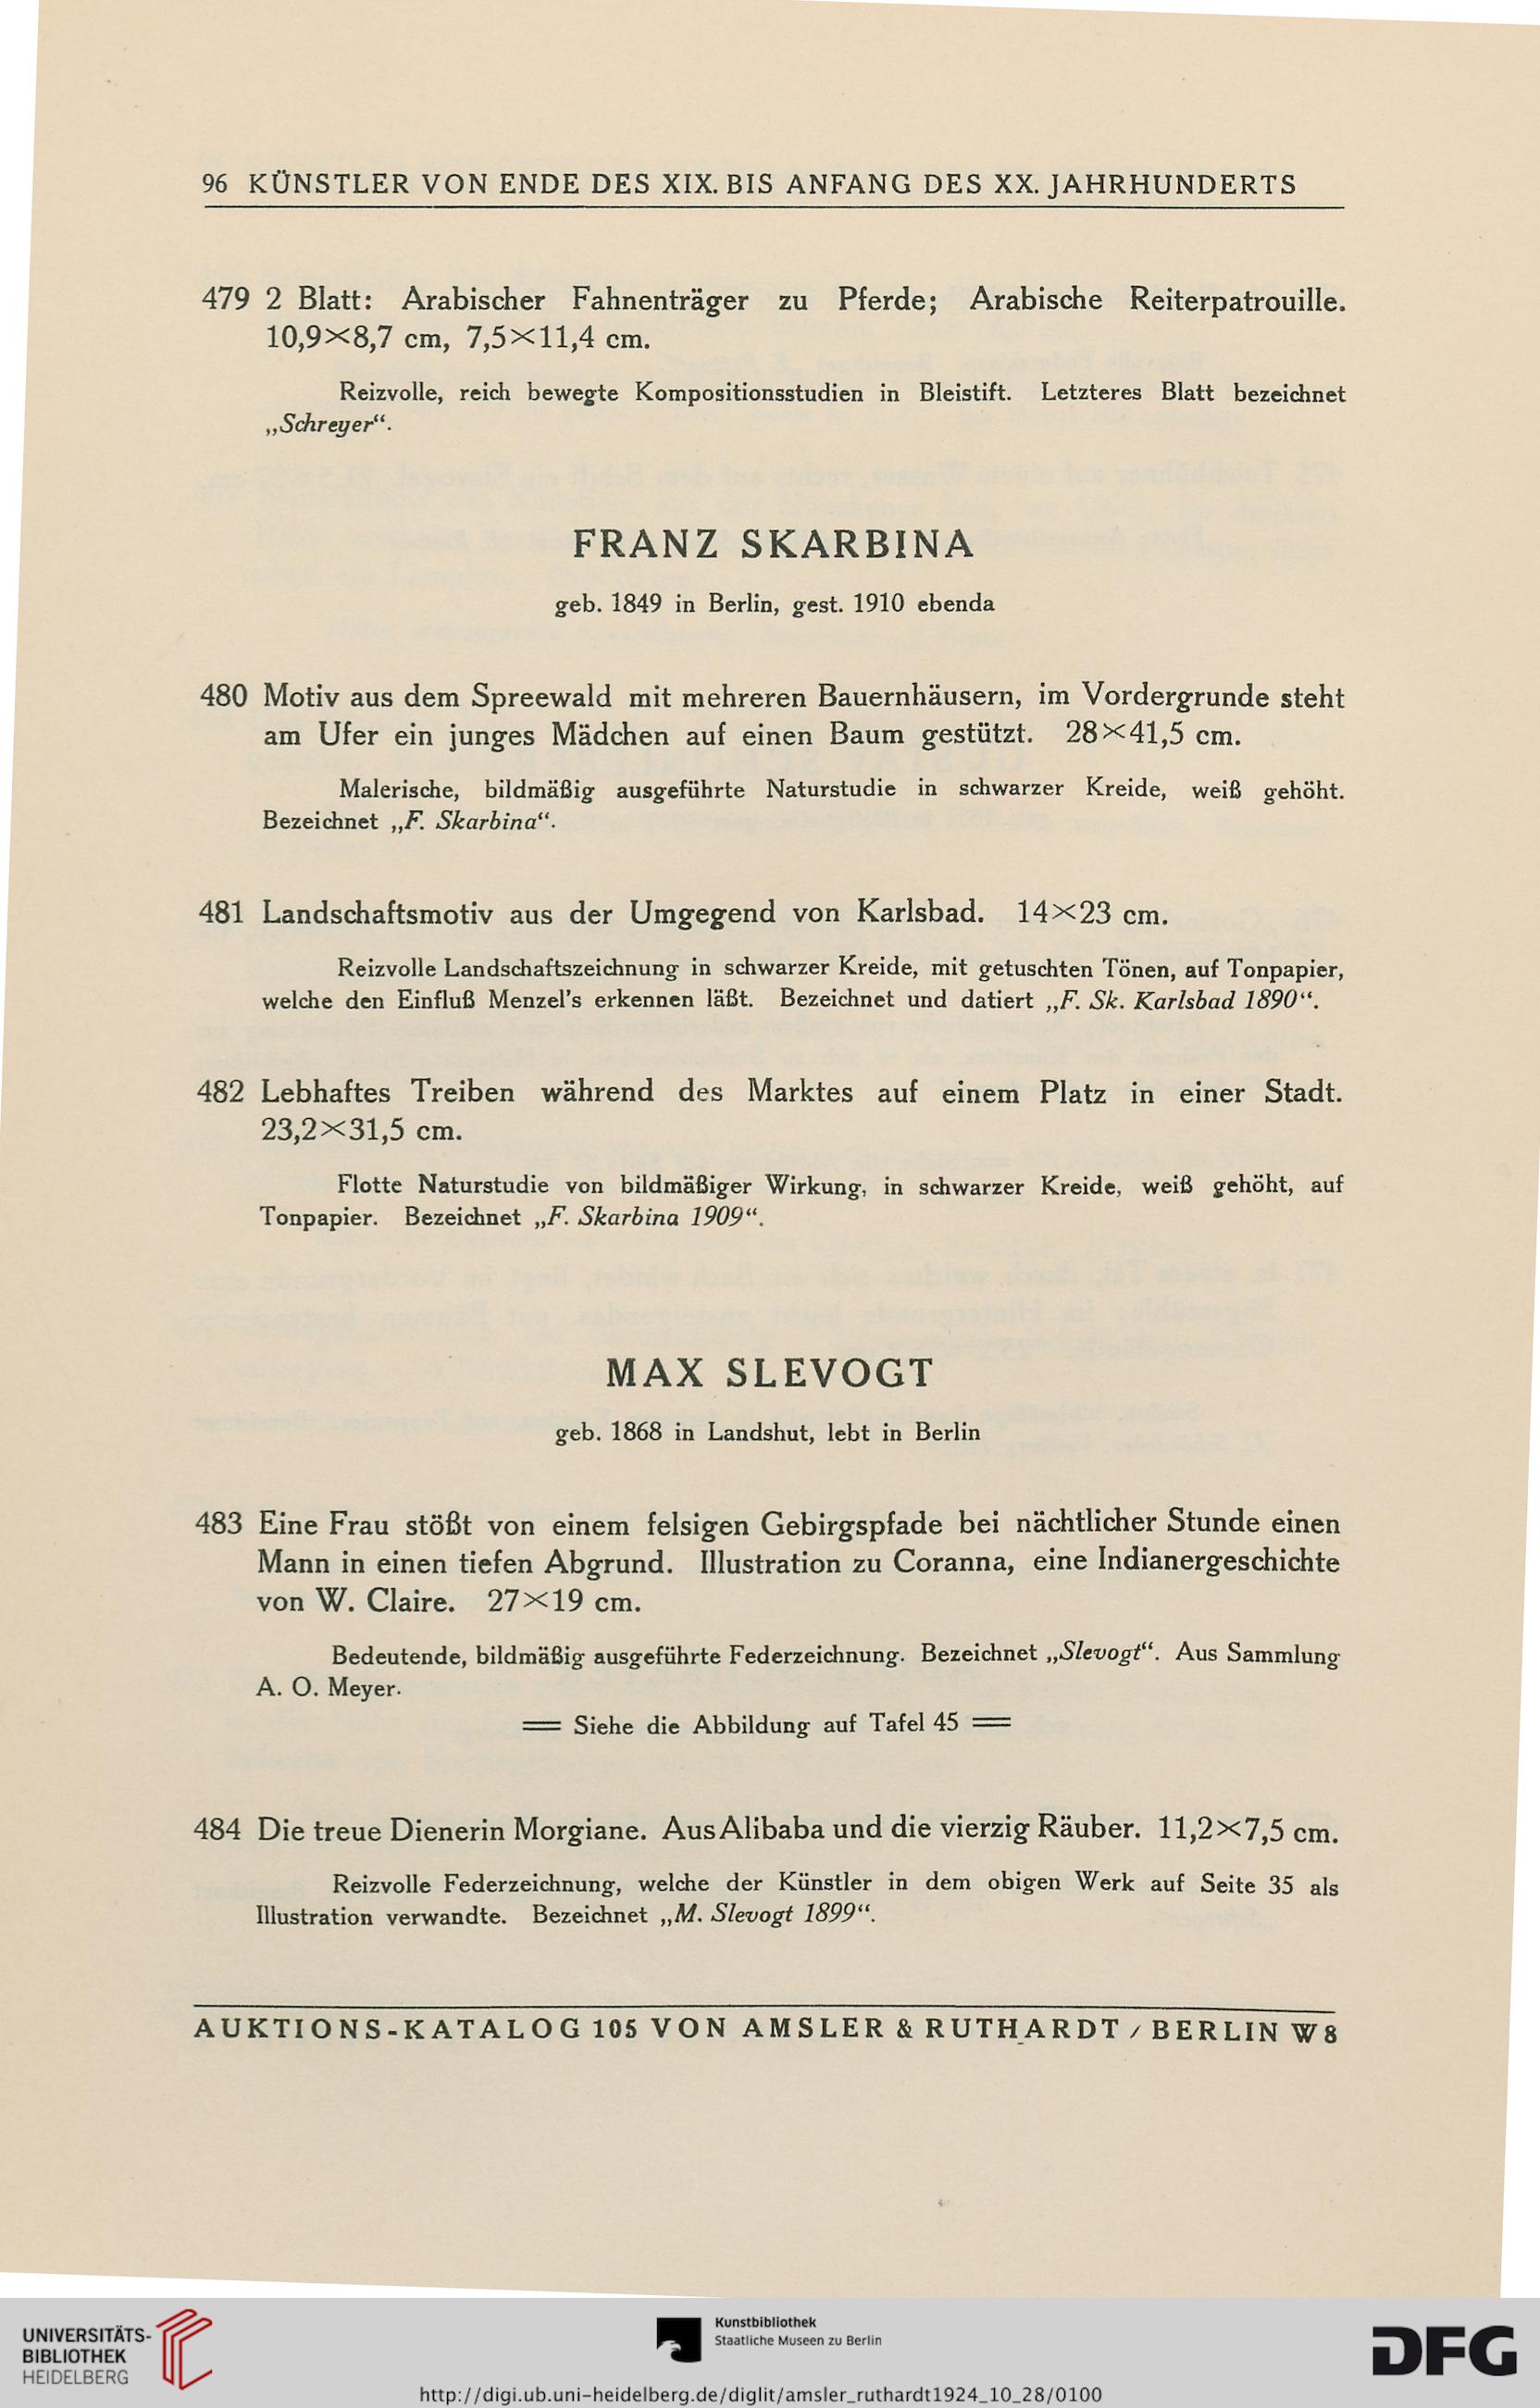 96 KÜNSTLER VON ENDE DES XIX. BIS ANFANG DES XX. JAHRHUNDERTS
479 2 Blatt: Arabischer Fahnenträger zu Pferde; Arabische Reiterpatrouille.
10,9×8,7 cm, 7,5×11,4 cm.
Reizvolle, reich bewegte Kompositionsstudien in Bleistift. Letzteres Blatt bezeichnet
„Schreyer“.
FRANZ SKARBINA
geb. 1849 in Berlin, gest. 1910 ebenda
480 Motiv aus dem Spreewald mit mehreren Bauernhäusern, im Vordergrunde steht
am Ufer ein junges Mädchen auf einen Baum gestützt. 28×41,5 cm.
Malerische, bildmäßig ausgeführte Naturstudie in schwarzer Kreide, weiß gehöht.
Bezeichnet „F. Skarbina“.
481 Landschaftsmotiv aus der Umgegend von Karlsbad. 14×23 cm.
Reizvolle Landschaftszeichnung in schwarzer Kreide, mit getuschten Tönen, auf Tonpapier,
welche den Einfluß Menzel's erkennen läßt. Bezeichnet und datiert „F. Sk. Karlsbad 1890“.
482 Lebhaftes Treiben während des Marktes auf einem Platz in einer Stadt.
23,2×31,5 cm.
Flotte Naturstudie von bildmäßiger Wirkung, in schwarzer Kreide, weiß gehöht, auf
Tonpapier. Bezeichnet „F. Skarbina 1909“.
MAX SLEVOGT
geb. 1868 in Landshut, lebt in Berlin
483 Eine Frau stößt von einem felsigen Gebirgspfade bei nächtlicher Stunde einen
Mann in einen tiefen Abgrund. Illustration zu Coranna, eine Indianergeschichte
von W. Claire. 27×19 cm.
Bedeutende, bildmäßig ausgeführte Federzeichnung. Bezeichnet „Slevogt“. Aus Sammlung
A. O. Meyer.
== Siehe die Abbildung auf Tafel 45 ==
484 Die treue Dienerin Morgiane. Aus Alibaba und die vierzig Räuber. 11,2×7,5 cm.
Reizvolle Federzeichnung, welche der Künstler in dem obigen Werk auf Seite 35 als
Illustration verwandte. Bezeichnet „M. Slevogt 1899“.
AUKTIONS-KATALOG 105 VON AMSLER & RUTHARDT / BERLIN W 8
UNIVERSITÄTS-
BIBLIOTHEK
HEIDELBERG
Kunstbibliothek
Staatliche Museen zu Berlin
DFG
http://digi.ub.uni-heidelberg.de/diglit/amsler_ruthardt1924_10_28/0100